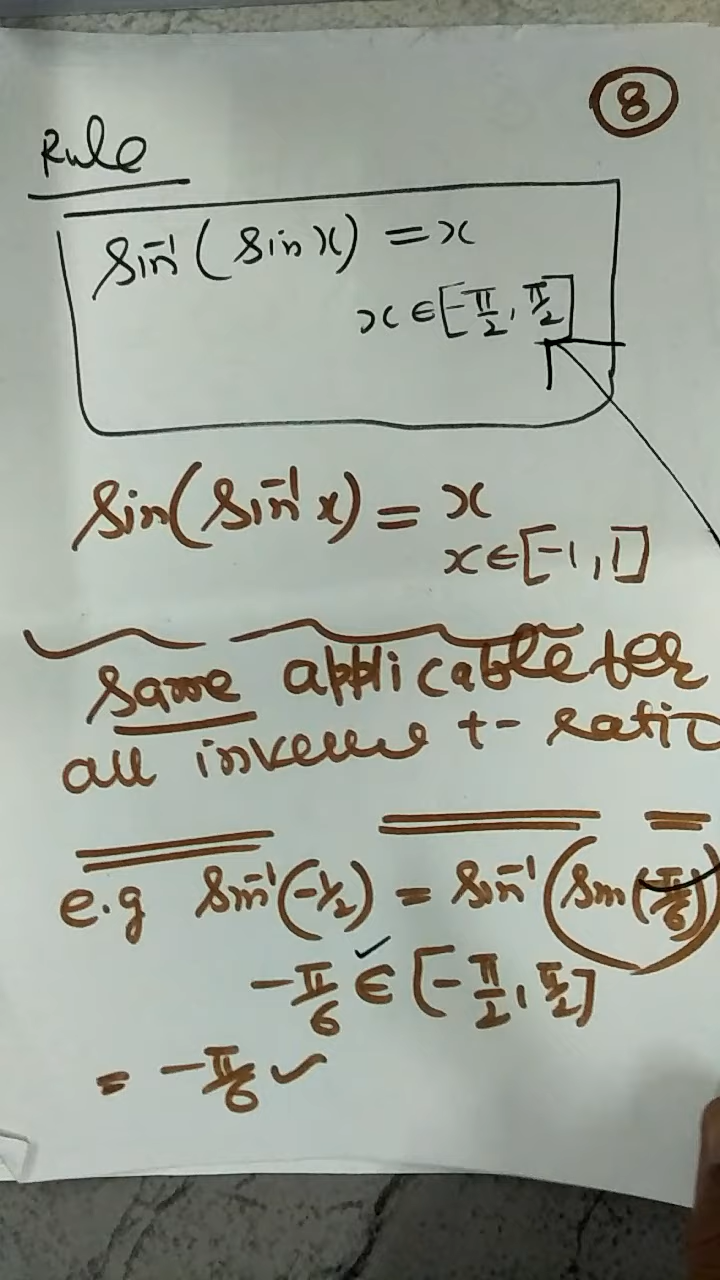 8
Rule
sin⁻¹(sin x) = x
x ∈ [-π/2, π/2]
sin(sin⁻¹ x) = x
x ∈ [-1, 1]
same applicable for
all inverse t- ratio
e.g sin⁻¹(-1/2) = sin⁻¹(sin(-π/6))
-π/6 ∈ [-π/2, π/2]
= -π/6 ✓